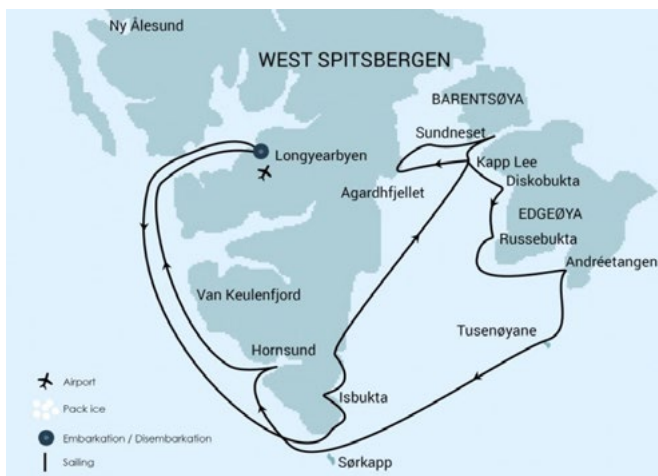 Ny Ålesund
WEST SPITSBERGEN
BARENTSØYA
Sundneset
Longyearbyen
Kapp Lee
Diskobukta
Agardhfjellet
EDGEØYA
Russebukta
Andréetangen
Van Keulenfjord
Tusenøyane
Hornsund
Airport
Isbukta
Pack ice
Embarkation / Disembarkation
Sailing
Sørkapp